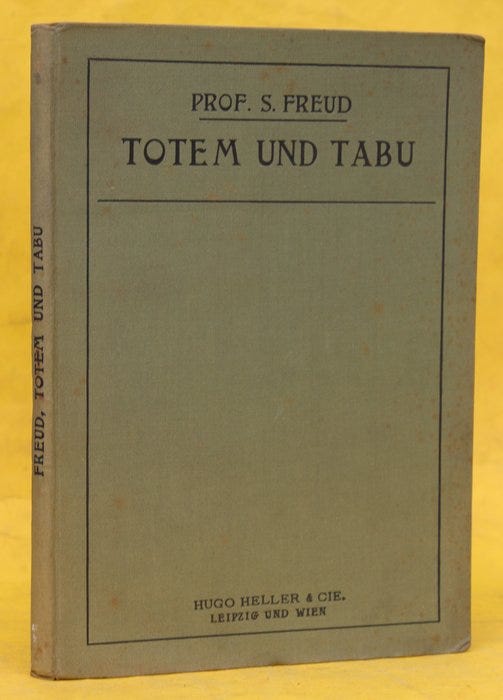 PROF. S. FREUD
TOTEM UND TABU
HUGO HELLER & CIE.
LEIPZIG UND WIEN
FREUD, TOTEM UND TABU